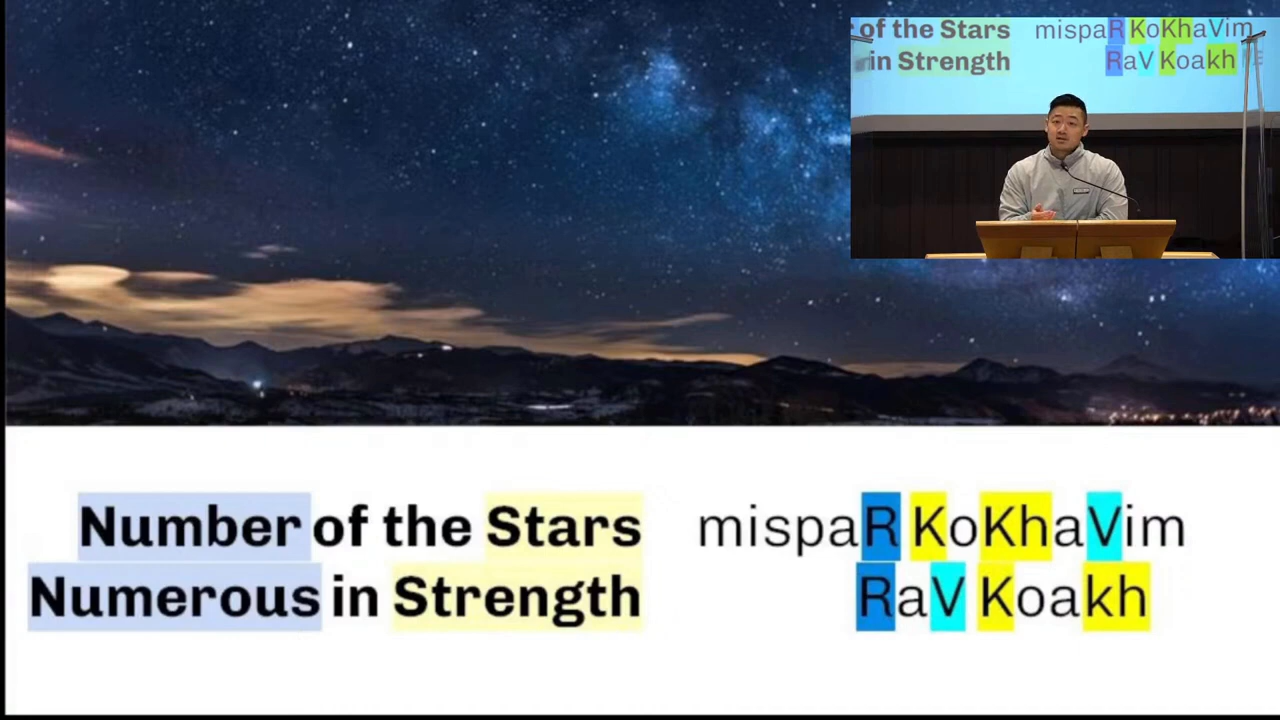 of the Stars mispaR KoKhaVim
in Strength RaV Koakh
Number of the Stars mispaR KoKhaVim
Numerous in Strength RaV Koakh